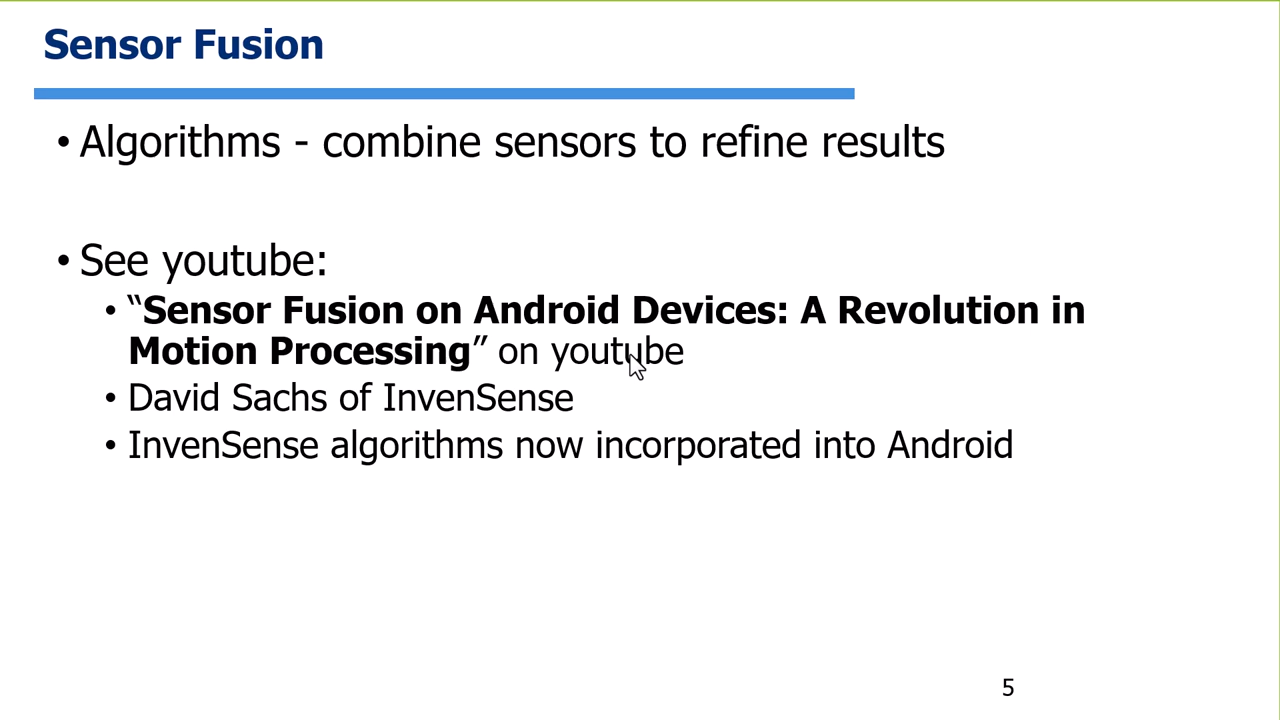 Sensor Fusion
• Algorithms - combine sensors to refine results
• See youtube:
• “Sensor Fusion on Android Devices: A Revolution in
Motion Processing” on youtube
• David Sachs of InvenSense
• InvenSense algorithms now incorporated into Android
5